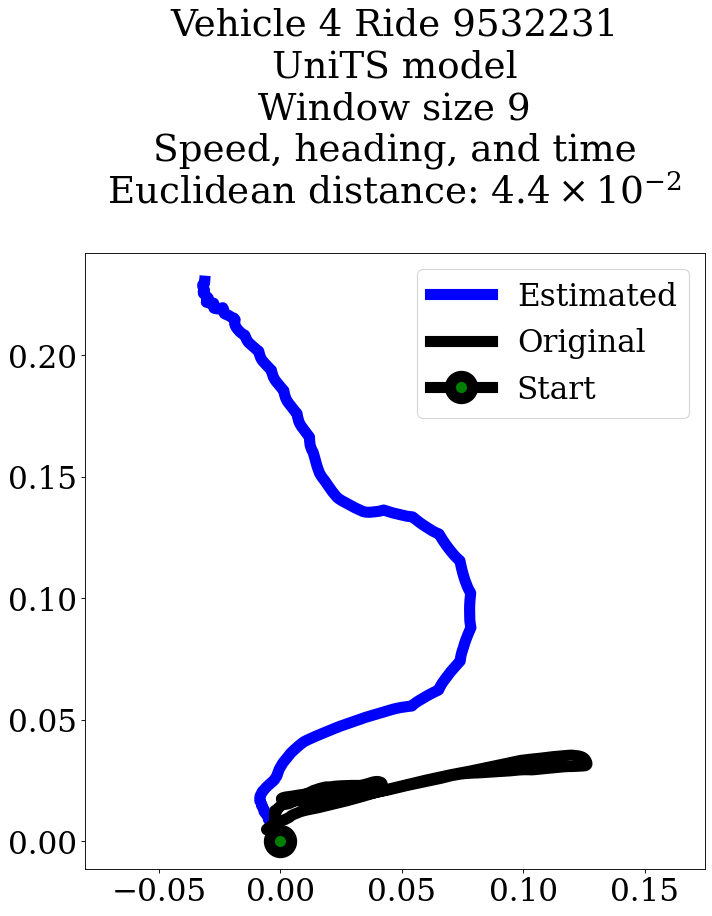 Vehicle 4 Ride 9532231
UniTS model
Window size 9
Speed, heading, and time
Euclidean distance: 4.4 × 10⁻²
Estimated
Original
Start
0.20
0.15
0.10
0.05
0.00
−0.05 0.00 0.05 0.10 0.15